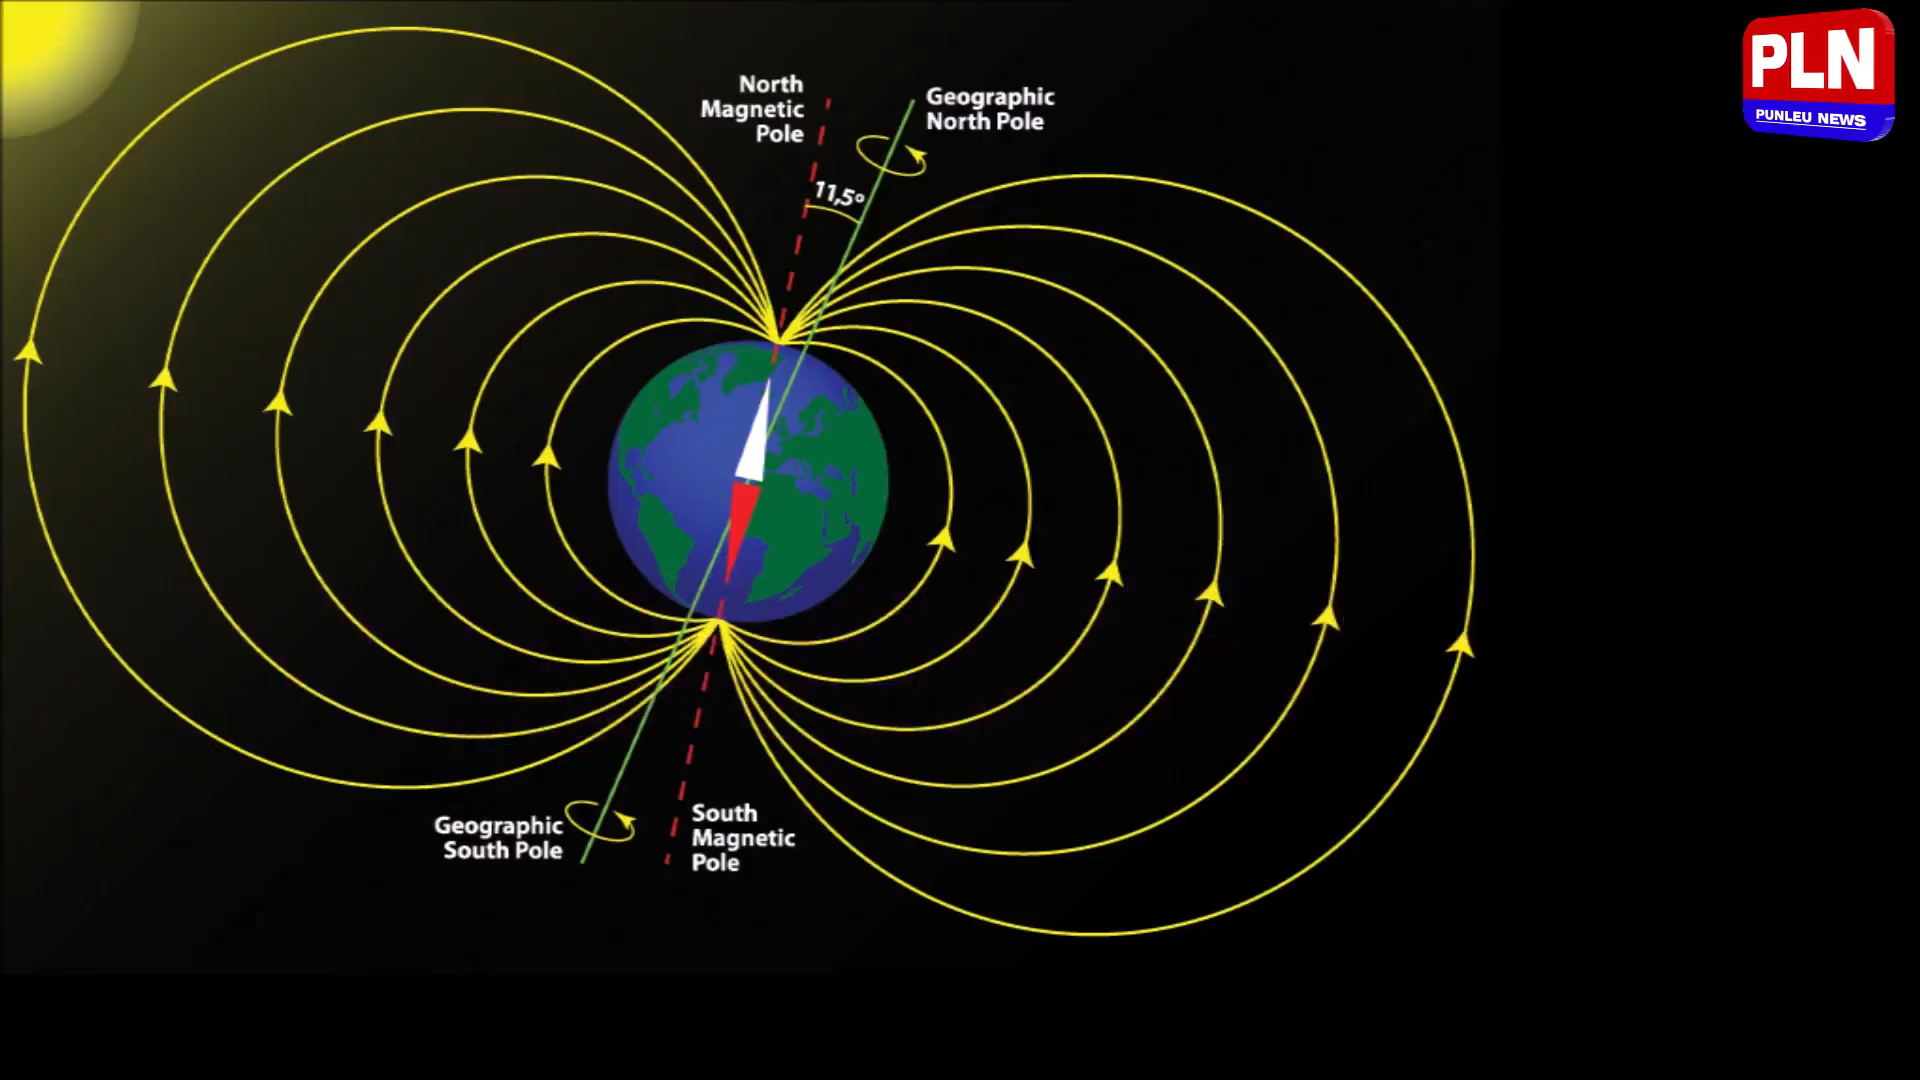 North
Magnetic
Pole
Geographic
North Pole
11,5°
Geographic
South Pole
South
Magnetic
Pole
PLN
PUNLEU NEWS